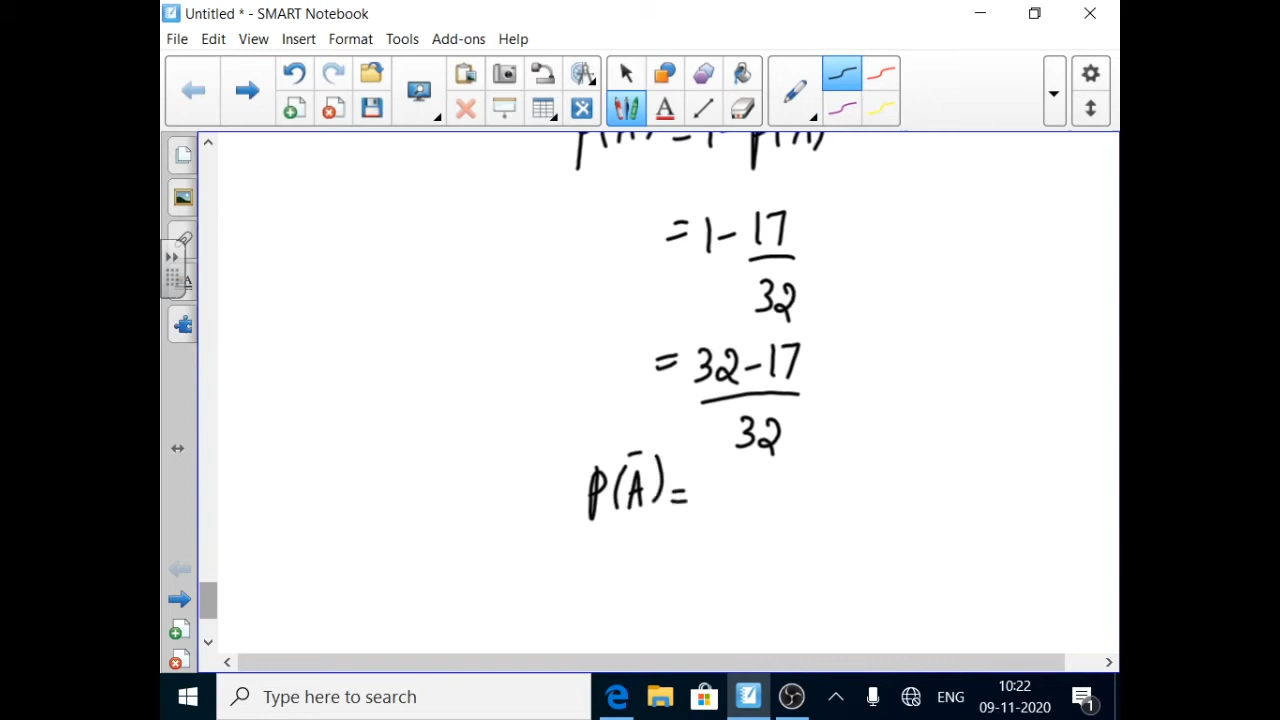 Untitled * - SMART Notebook
File Edit View Insert Format Tools Add-ons Help
= 1 - 17
32
= 32 - 17
32
P(Ā) =
Type here to search
ENG
10:22
09-11-2020
1